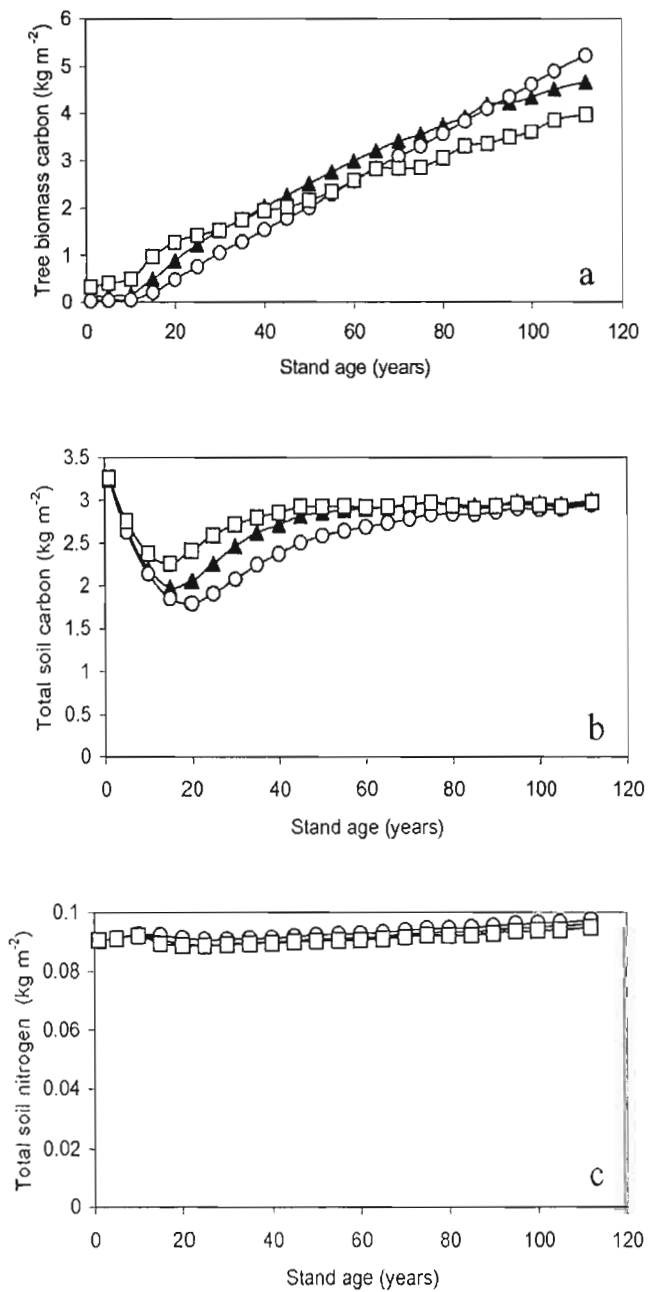 6
5
4
3
2
1
0
Tree biomass carbon (kg m⁻²)
a
0 20 40 60 80 100 120
Stand age (years)
3.5
3
2.5
2
1.5
1
0.5
0
Total soil carbon (kg m⁻²)
b
0 20 40 60 80 100 120
Stand age (years)
0.1
0.08
0.06
0.04
0.02
0
Total soil nitrogen (kg m⁻²)
c
0 20 40 60 80 100 120
Stand age (years)